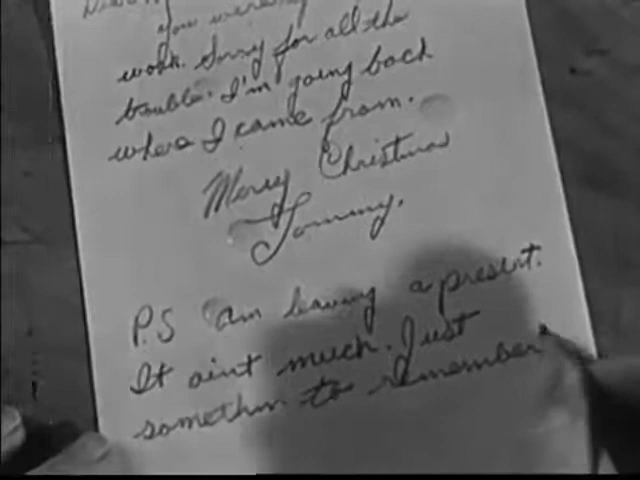 you were
work. Sorry for all the
trouble. I'm going back
where I came from.
Merry Christmas
Tommy.
P.S am leaving a present.
It aint much. Just
somethin to remember